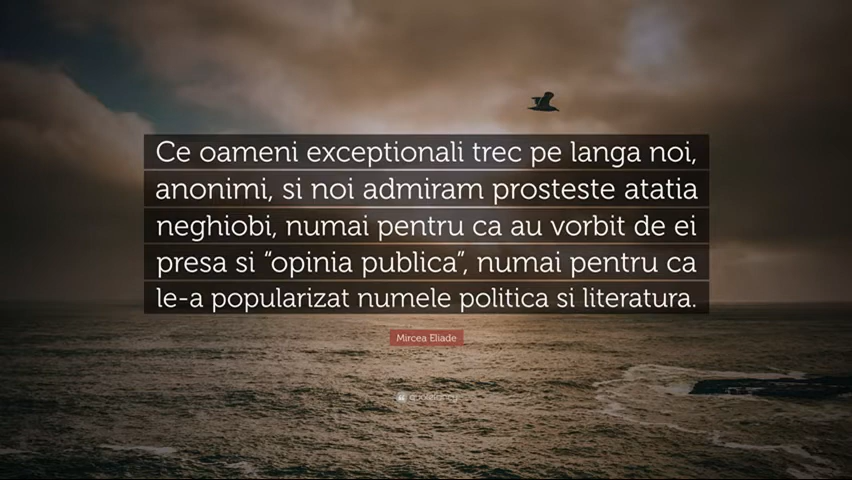 Ce oameni exceptionali trec pe langa noi,
anonimi, si noi admiram prosteste atatia
neghiobi, numai pentru ca au vorbit de ei
presa si “opinia publica”, numai pentru ca
le-a popularizat numele politica si literatura.
Mircea Eliade
quotefancy